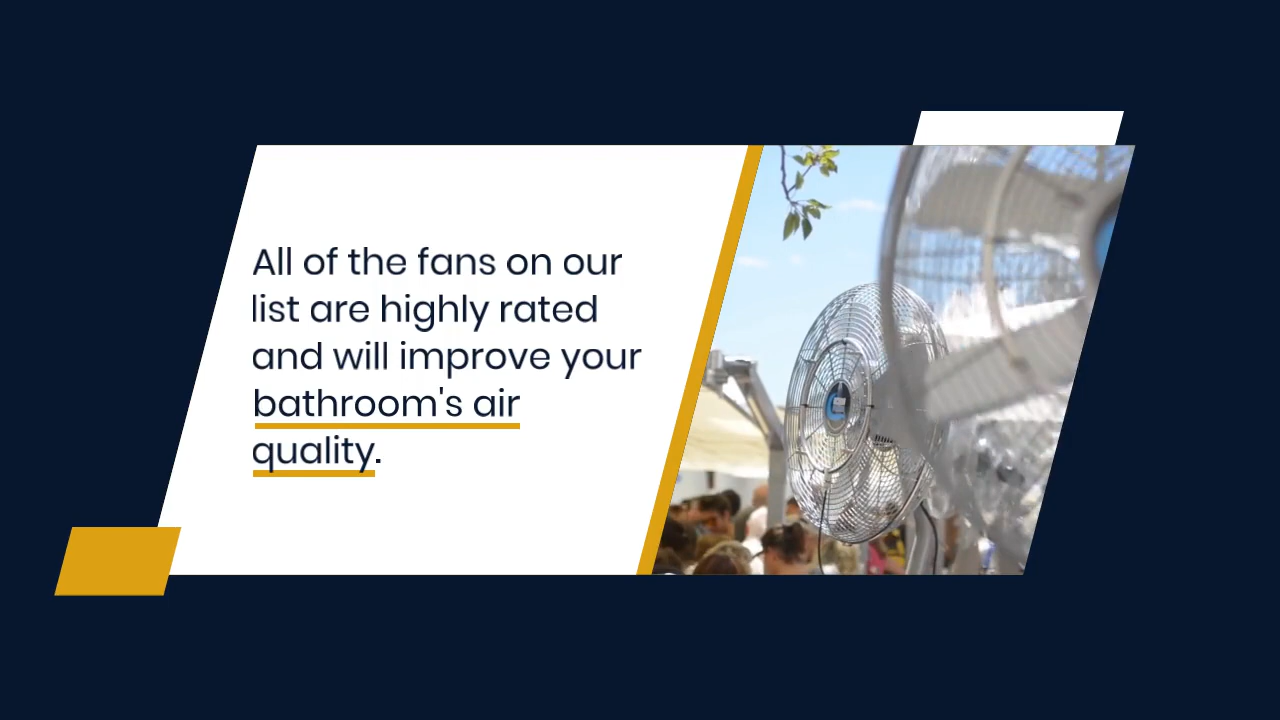 All of the fans on our
list are highly rated
and will improve your
bathroom's air
quality.